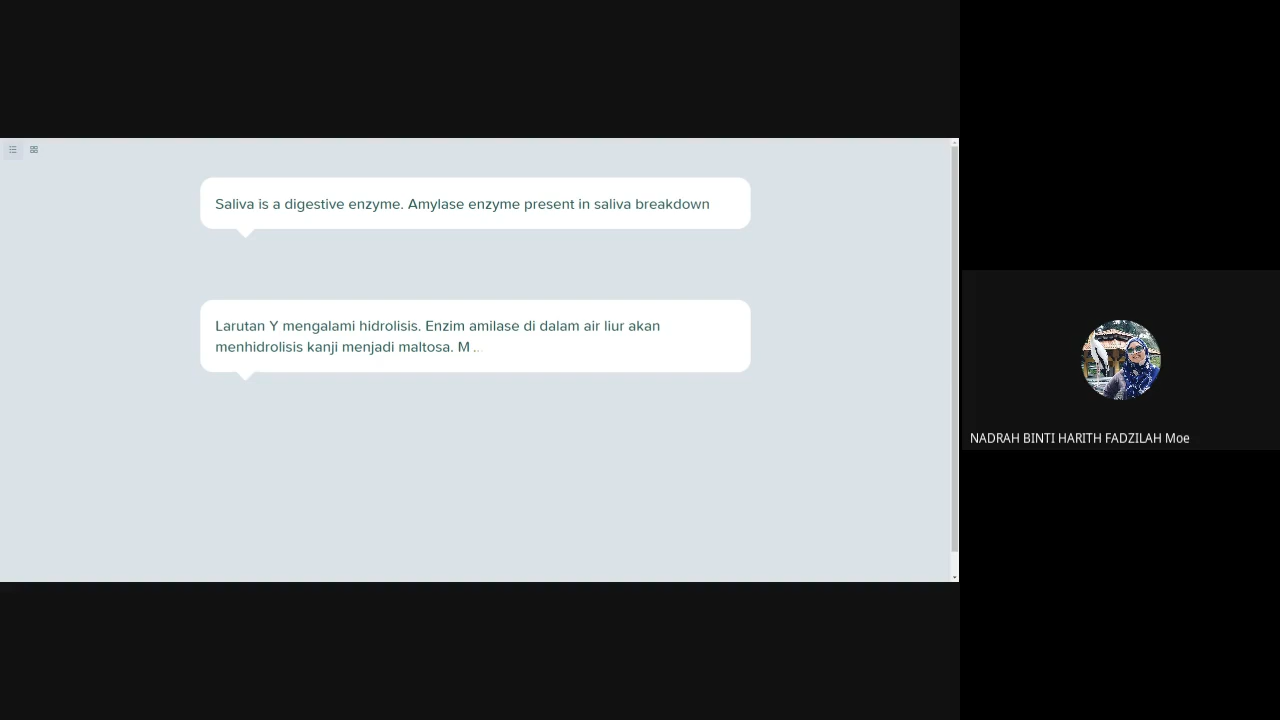 Saliva is a digestive enzyme. Amylase enzyme present in saliva breakdown
Larutan Y mengalami hidrolisis. Enzim amilase di dalam air liur akan
menhidrolisis kanji menjadi maltosa. M ...
NADRAH BINTI HARITH FADZILAH Moe